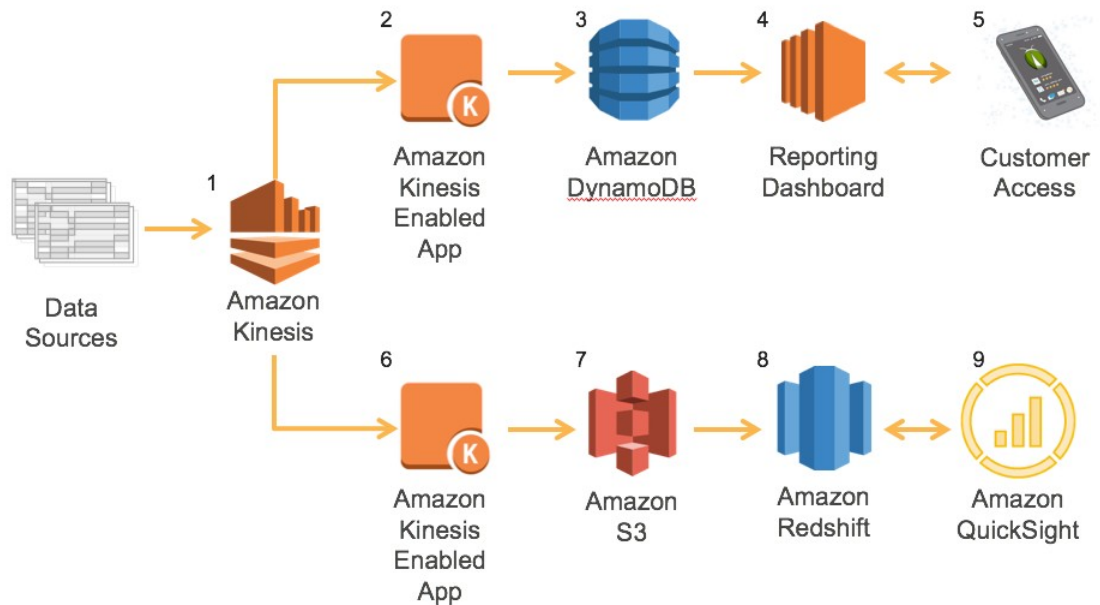 2
3
4
5
K
Amazon
Kinesis
Enabled
App
Amazon
DynamoDB
Reporting
Dashboard
Customer
Access
1
Data
Sources
Amazon
Kinesis
6
7
8
9
K
Amazon
Kinesis
Enabled
App
Amazon
S3
Amazon
Redshift
Amazon
QuickSight